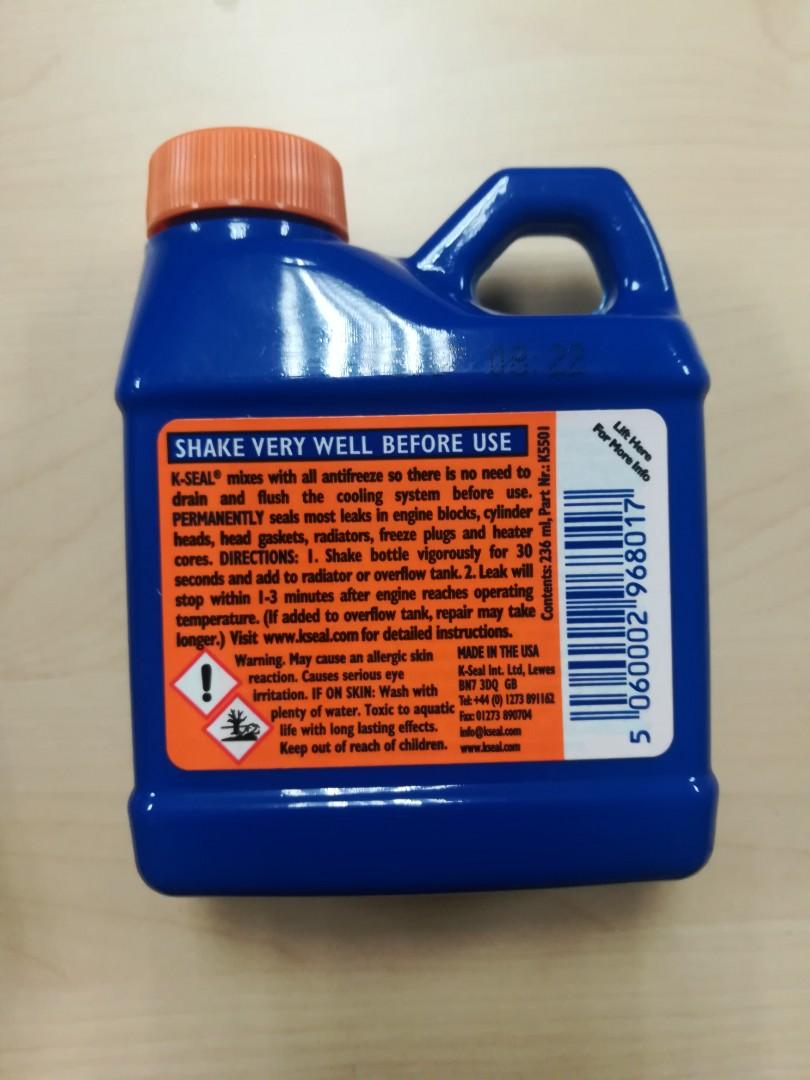 08:22
SHAKE VERY WELL BEFORE USE
K-SEAL® mixes with all antifreeze so there is no need to
drain and flush the cooling system before use.
PERMANENTLY seals most leaks in engine blocks, cylinder
heads, head gaskets, radiators, freeze plugs and heater
cores. DIRECTIONS: 1. Shake bottle vigorously for 30
seconds and add to radiator or overflow tank. 2. Leak will
stop within 1-3 minutes after engine reaches operating
temperature. (If added to overflow tank, repair may take
longer.) Visit www.kseal.com for detailed instructions.
Warning. May cause an allergic skin
reaction. Causes serious eye
irritation. IF ON SKIN: Wash with
plenty of water. Toxic to aquatic
life with long lasting effects.
Keep out of reach of children.
MADE IN THE USA
K-Seal Int. Ltd, Lewes
BN7 3DQ GB
Tel: +44 (0) 1273 891162
Fax: 01273 890704
info@kseal.com
www.kseal.com
Contents: 236 ml, Part Nr.: K5501
Lift Here
For More Info
5 060002 968017